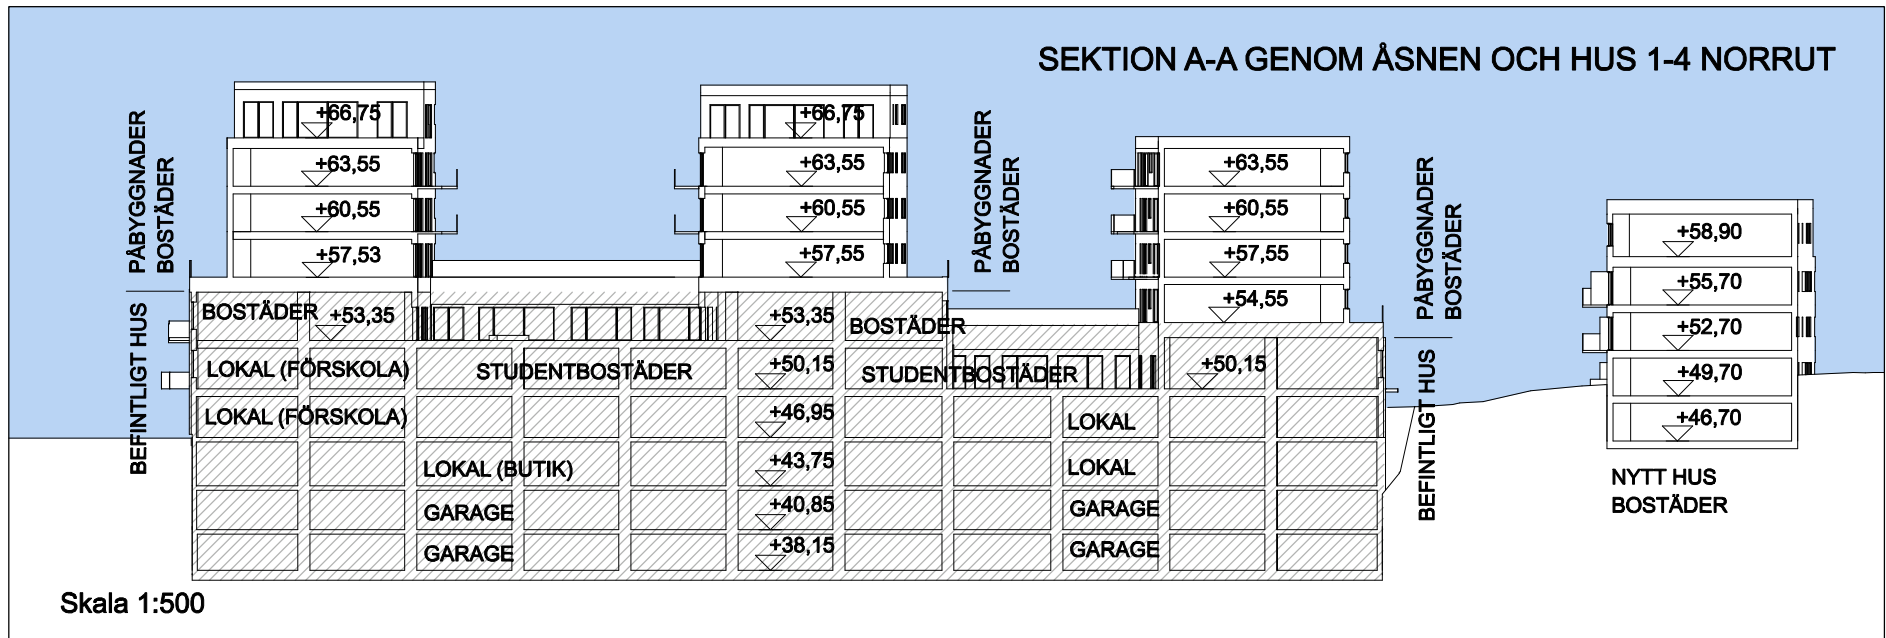 SEKTION A-A GENOM ÅSNEN OCH HUS 1-4 NORRUT
PÅBYGGNADER
BOSTÄDER
BEFINTLIGT HUS
+66,75
+63,55
+60,55
+57,53
+66,75
+63,55
+60,55
+57,55
PÅBYGGNADER
BOSTÄDER
+63,55
+60,55
+57,55
+54,55
PÅBYGGNADER
BOSTÄDER
BEFINTLIGT HUS
+58,90
+55,70
+52,70
+49,70
+46,70
NYTT HUS
BOSTÄDER
BOSTÄDER +53,35 +53,35 BOSTÄDER
LOKAL (FÖRSKOLA) STUDENTBOSTÄDER +50,15 STUDENTBOSTÄDER +50,15
LOKAL (FÖRSKOLA) +46,95 LOKAL
LOKAL (BUTIK) +43,75 LOKAL
GARAGE +40,85 GARAGE
GARAGE +38,15 GARAGE
Skala 1:500